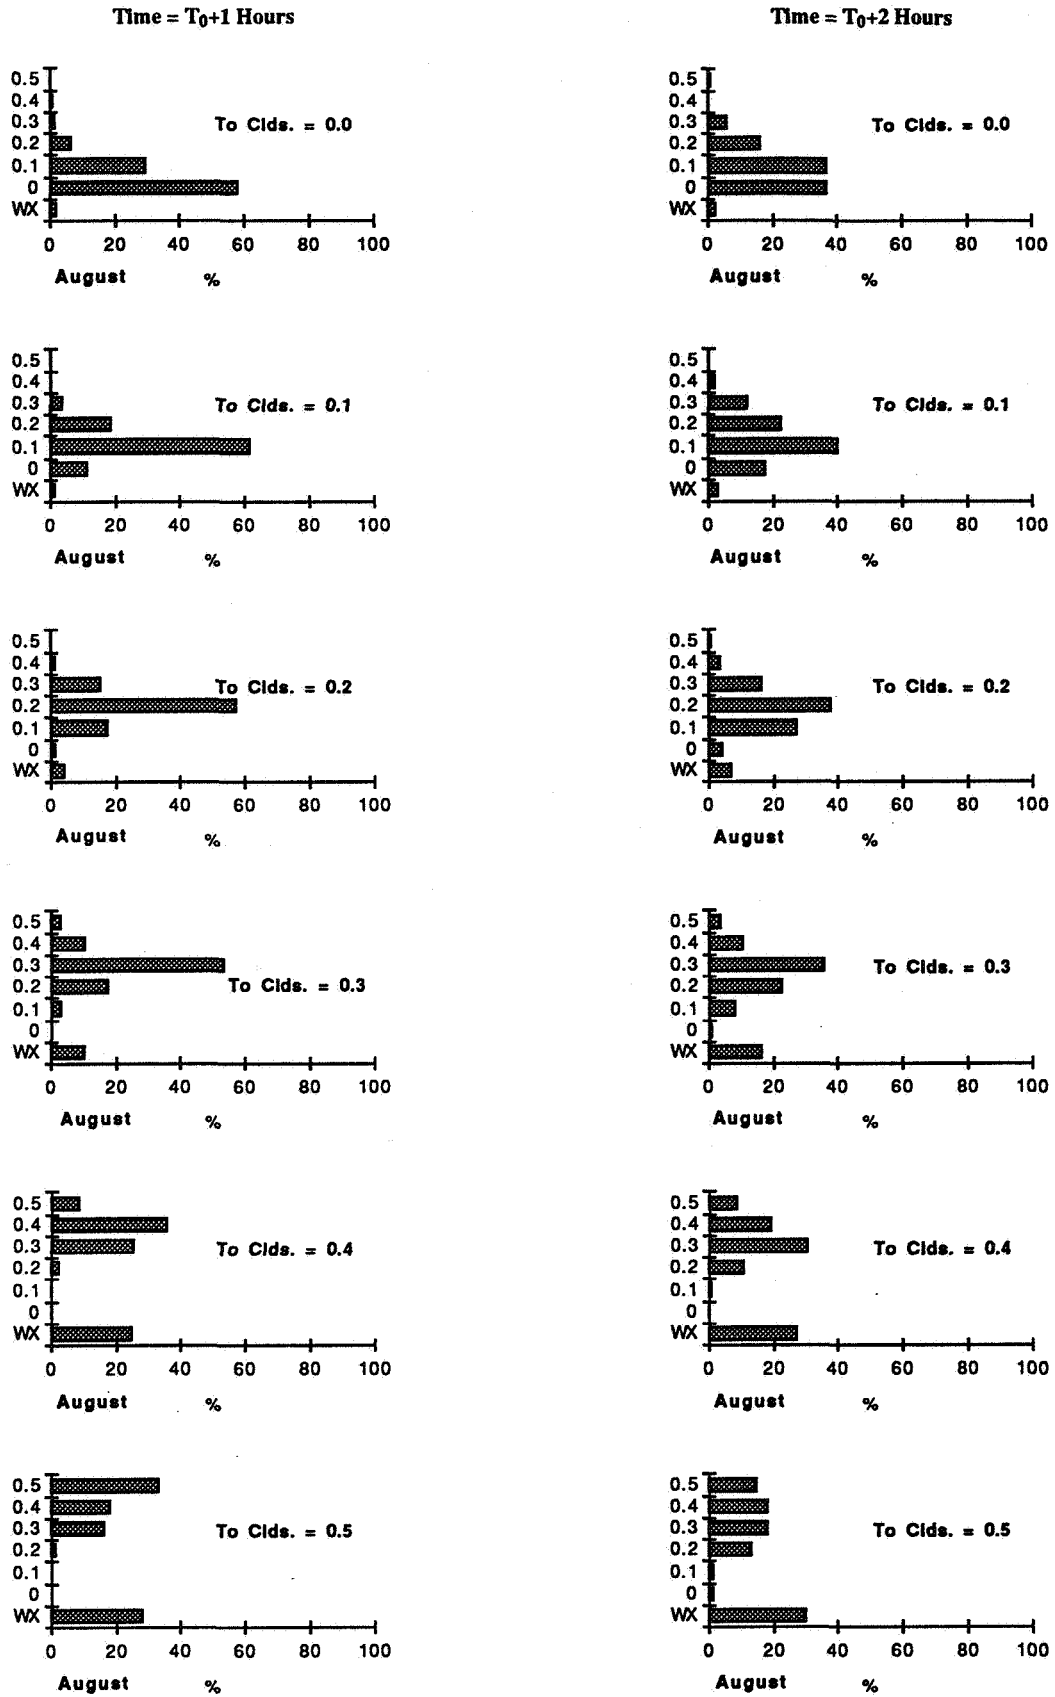 Time = T0+1 Hours
0.5
0.4
0.3
0.2
0.1
0
WX
To Clds. = 0.0
0 20 40 60 80 100
August %
0.5
0.4
0.3
0.2
0.1
0
WX
To Clds. = 0.1
0 20 40 60 80 100
August %
0.5
0.4
0.3
0.2
0.1
0
WX
To Clds. = 0.2
0 20 40 60 80 100
August %
0.5
0.4
0.3
0.2
0.1
0
WX
To Clds. = 0.3
0 20 40 60 80 100
August %
0.5
0.4
0.3
0.2
0.1
0
WX
To Clds. = 0.4
0 20 40 60 80 100
August %
0.5
0.4
0.3
0.2
0.1
0
WX
To Clds. = 0.5
0 20 40 60 80 100
August %
Time = T0+2 Hours
0.5
0.4
0.3
0.2
0.1
0
WX
To Clds. = 0.0
0 20 40 60 80 100
August %
0.5
0.4
0.3
0.2
0.1
0
WX
To Clds. = 0.1
0 20 40 60 80 100
August %
0.5
0.4
0.3
0.2
0.1
0
WX
To Clds. = 0.2
0 20 40 60 80 100
August %
0.5
0.4
0.3
0.2
0.1
0
WX
To Clds. = 0.3
0 20 40 60 80 100
August %
0.5
0.4
0.3
0.2
0.1
0
WX
To Clds. = 0.4
0 20 40 60 80 100
August %
0.5
0.4
0.3
0.2
0.1
0
WX
To Clds. = 0.5
0 20 40 60 80 100
August %